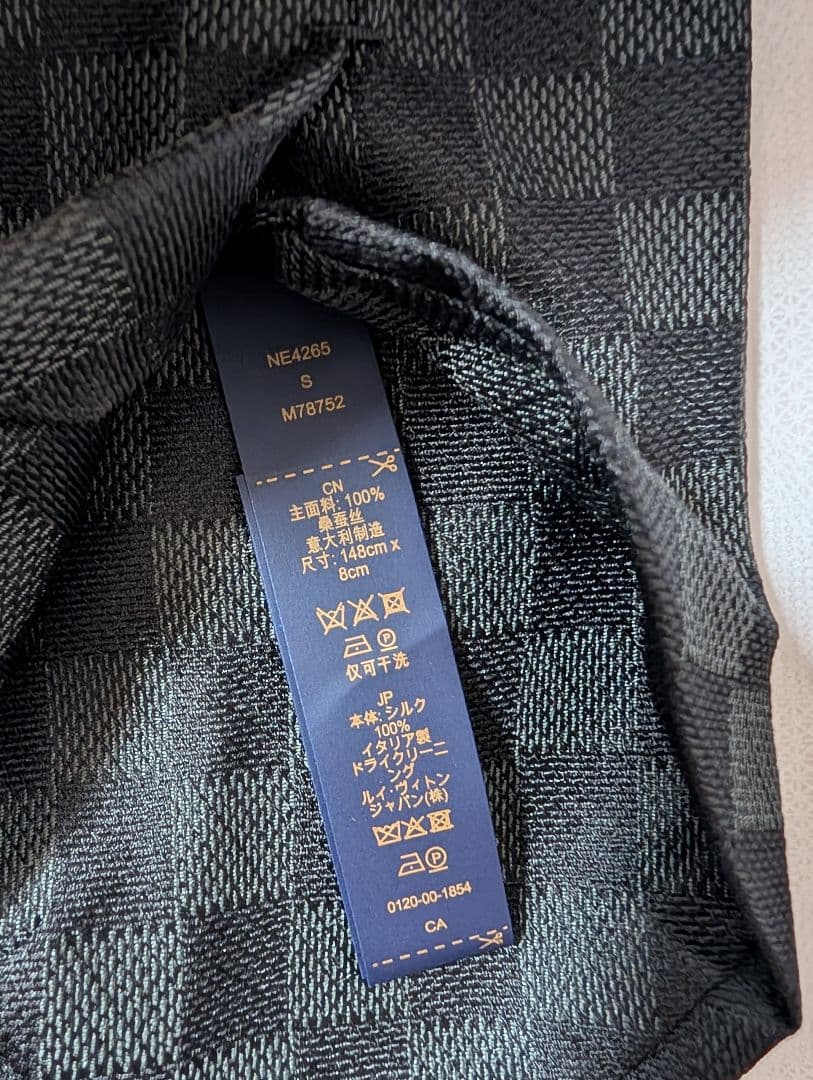 NE4265
S
M78752
CN
主面料: 100%
桑蚕丝
意大利制造
尺寸: 148cm x
8cm
P
仅可干洗
JP
本体: シルク
100%
イタリア製
ドライクリーニ
ング
ルイ・ヴィトン
ジャパン(株)
P
0120-00-1854
CA